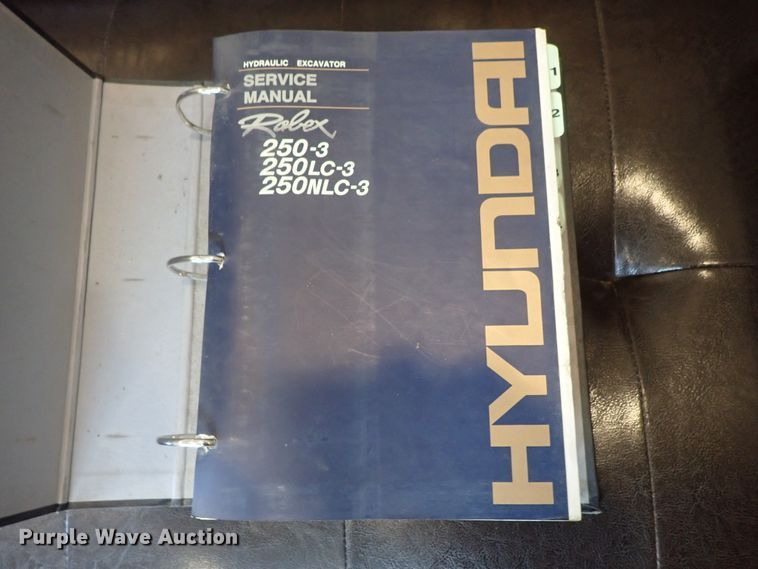 HYDRAULIC EXCAVATOR
SERVICE
MANUAL
Robex
250-3
250LC-3
250NLC-3
HYUNDAI
1
2
Purple Wave Auction